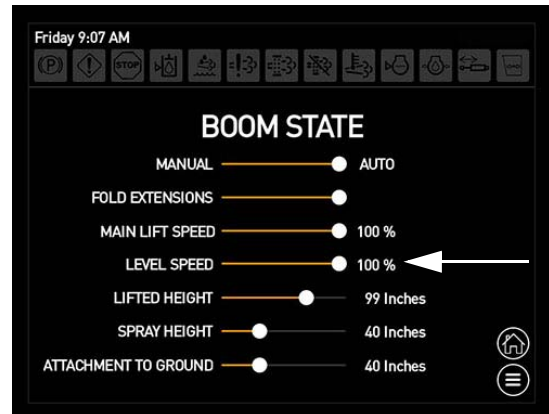 Friday 9:07 AM
STOP
BOOM STATE
MANUAL AUTO
FOLD EXTENSIONS
MAIN LIFT SPEED 100 %
LEVEL SPEED 100 %
LIFTED HEIGHT 99 Inches
SPRAY HEIGHT 40 Inches
ATTACHMENT TO GROUND 40 Inches